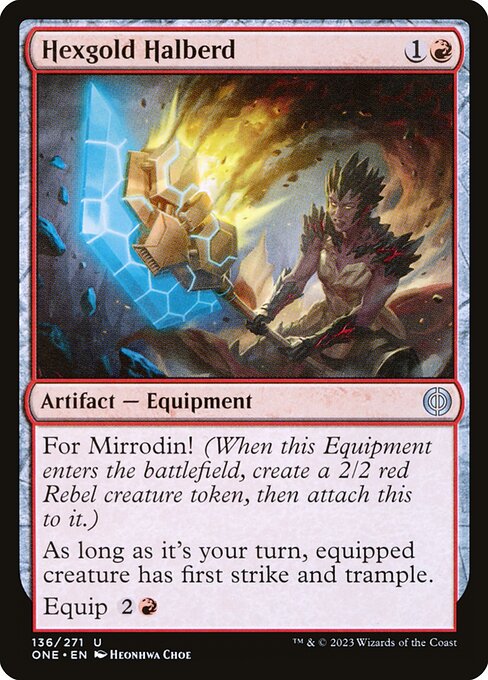 Hexgold Halberd 1
Artifact — Equipment
For Mirrodin! (When this Equipment
enters the battlefield, create a 2/2 red
Rebel creature token, then attach this
to it.)
As long as it's your turn, equipped
creature has first strike and trample.
Equip 2
136/271 U
ONE • EN Heonhwa Choe
™ & © 2023 Wizards of the Coast